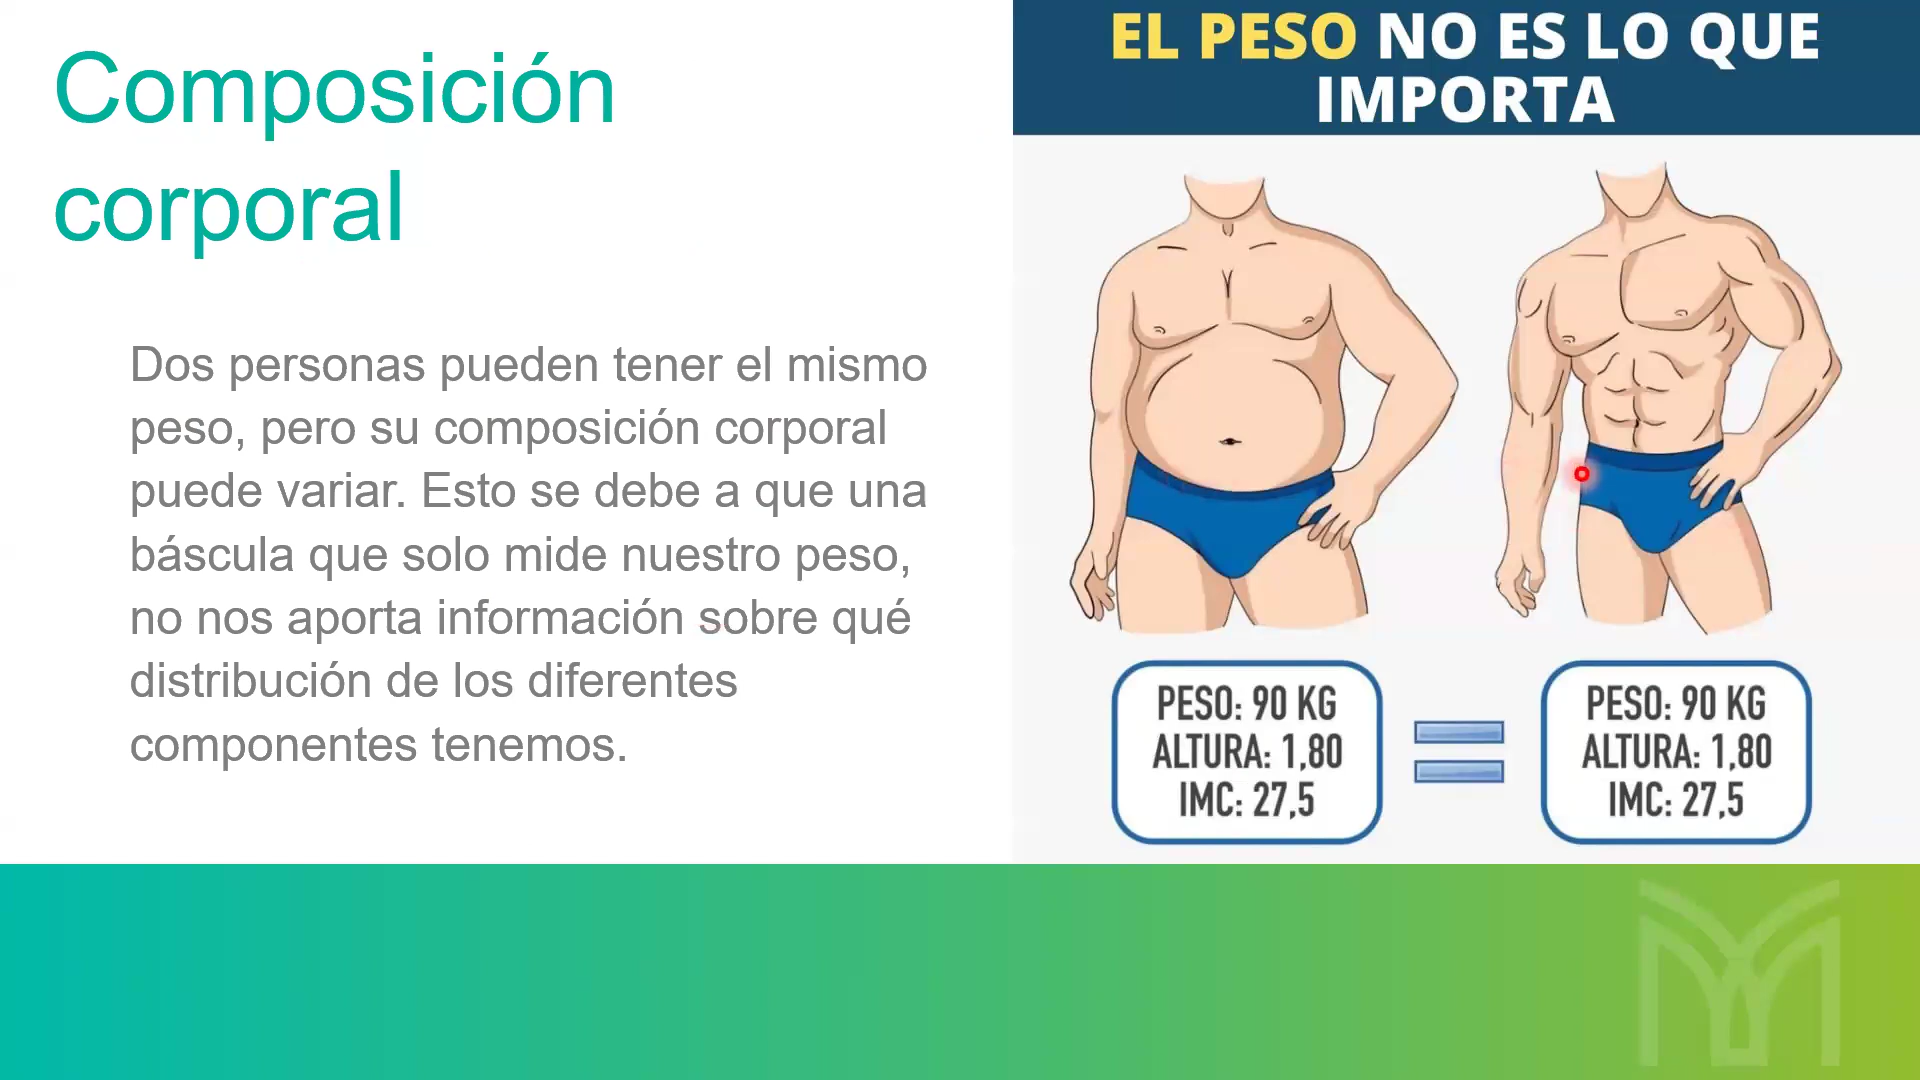 Composición
corporal
Dos personas pueden tener el mismo
peso, pero su composición corporal
puede variar. Esto se debe a que una
báscula que solo mide nuestro peso,
no nos aporta información sobre qué
distribución de los diferentes
componentes tenemos.
EL PESO NO ES LO QUE
IMPORTA
PESO: 90 KG
ALTURA: 1,80
IMC: 27,5
PESO: 90 KG
ALTURA: 1,80
IMC: 27,5